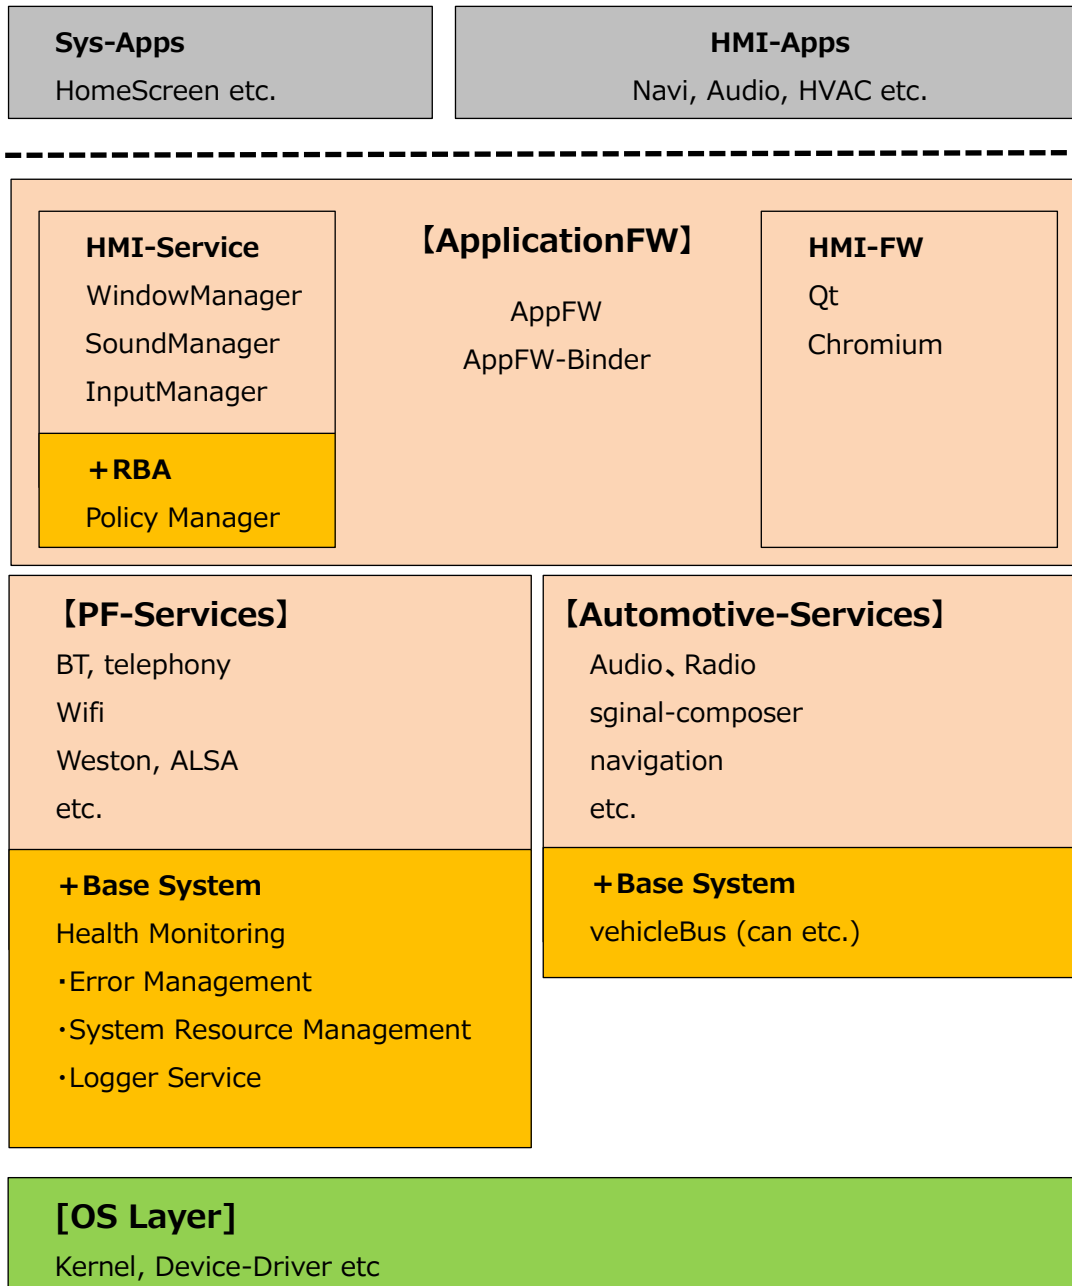 Sys-Apps
HomeScreen etc.
HMI-Apps
Navi, Audio, HVAC etc.
HMI-Service
WindowManager
SoundManager
InputManager
+RBA
Policy Manager
【ApplicationFW】
AppFW
AppFW-Binder
HMI-FW
Qt
Chromium
【PF-Services】
BT, telephony
Wifi
Weston, ALSA
etc.
+Base System
Health Monitoring
・Error Management
・System Resource Management
・Logger Service
【Automotive-Services】
Audio、Radio
sginal-composer
navigation
etc.
+Base System
vehicleBus (can etc.)
[OS Layer]
Kernel, Device-Driver etc